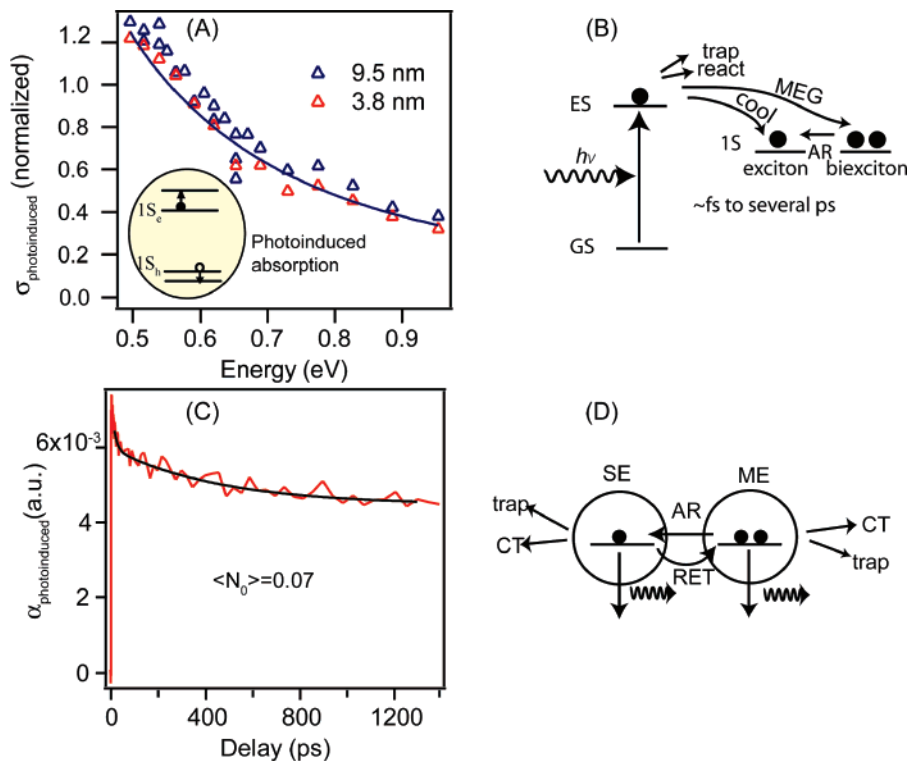 (A)
1.2
1.0
0.8
0.6
0.4
0.2
0.0
σphotoinduced (normalized)
9.5 nm
3.8 nm
1Se
1Sh
Photoinduced
absorption
0.5 0.6 0.7 0.8 0.9
Energy (eV)
(B)
trap
react
ES
MEG
cool
1S
AR
exciton
biexciton
hν
~fs to several ps
GS
(C)
6x10-3
4
2
0
αphotoinduced(a.u.)
<N0>=0.07
0 400 800 1200
Delay (ps)
(D)
SE ME
trap
AR
CT
CT
RET
trap